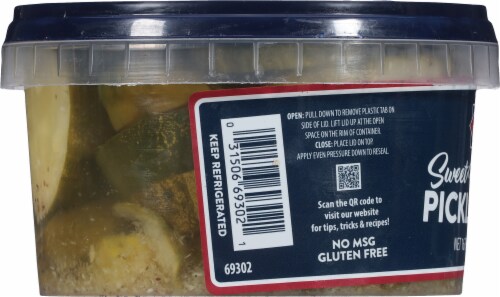 OPEN: PULL DOWN TO REMOVE PLASTIC TAB ON
SIDE OF LID. LIFT LID UP AT THE OPEN
SPACE ON THE RIM OF CONTAINER.
CLOSE: PLACE LID ON TOP.
APPLY EVEN PRESSURE DOWN TO RESEAL.
KEEP REFRIGERATED
0 31506 69302 1
Scan the QR code to
visit our website
for tips, tricks & recipes!
NO MSG
GLUTEN FREE
69302
Sweet
PICK
NET